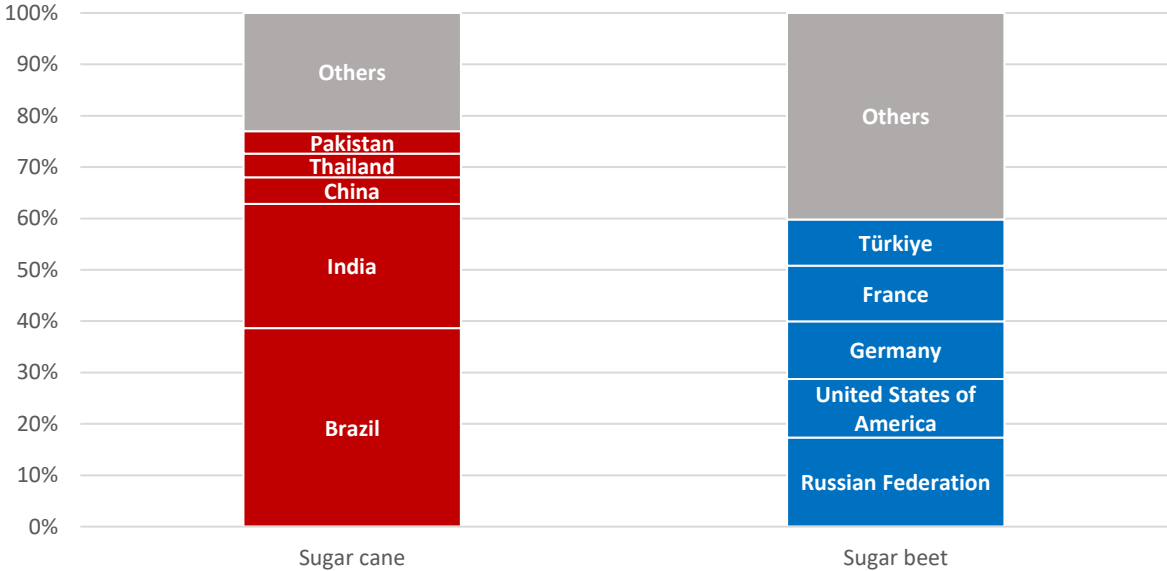 100%
90%
80%
70%
60%
50%
40%
30%
20%
10%
0%
Others
Pakistan
Thailand
China
India
Brazil
Others
Türkiye
France
Germany
United States of
America
Russian Federation
Sugar cane
Sugar beet